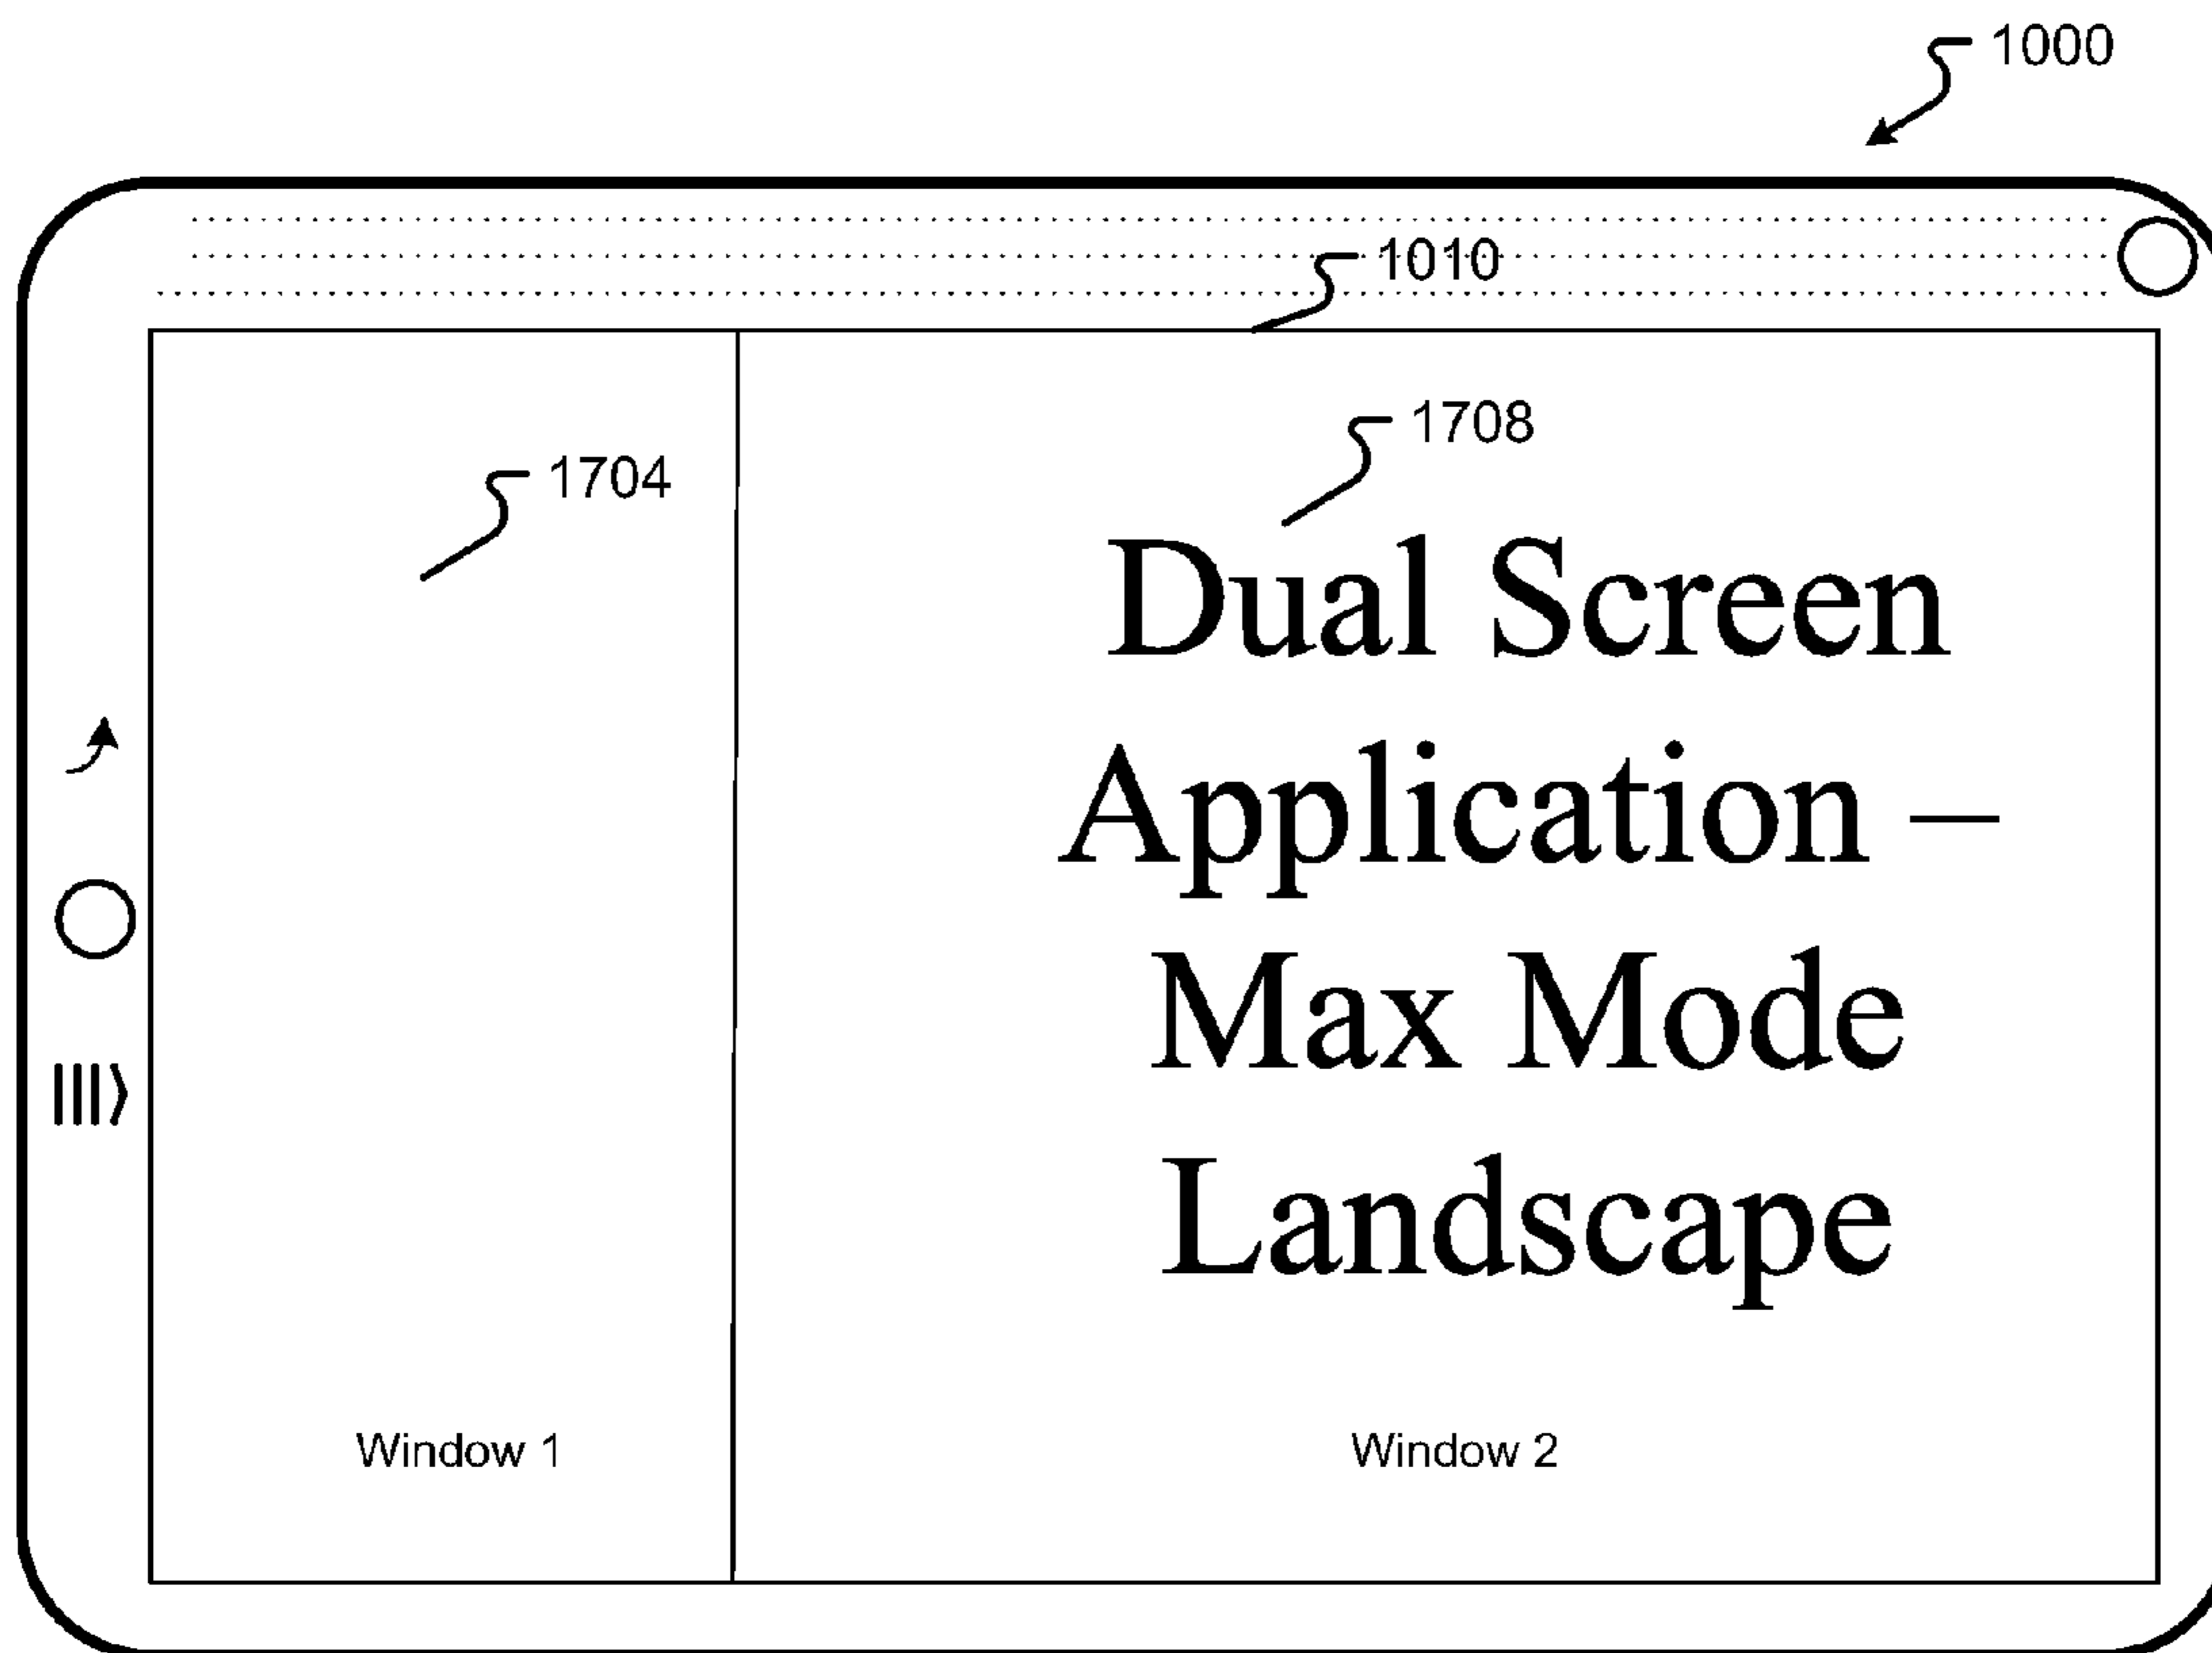 1000
1010
1708
1704
Dual Screen
Application –
Max Mode
Landscape
Window 1
Window 2